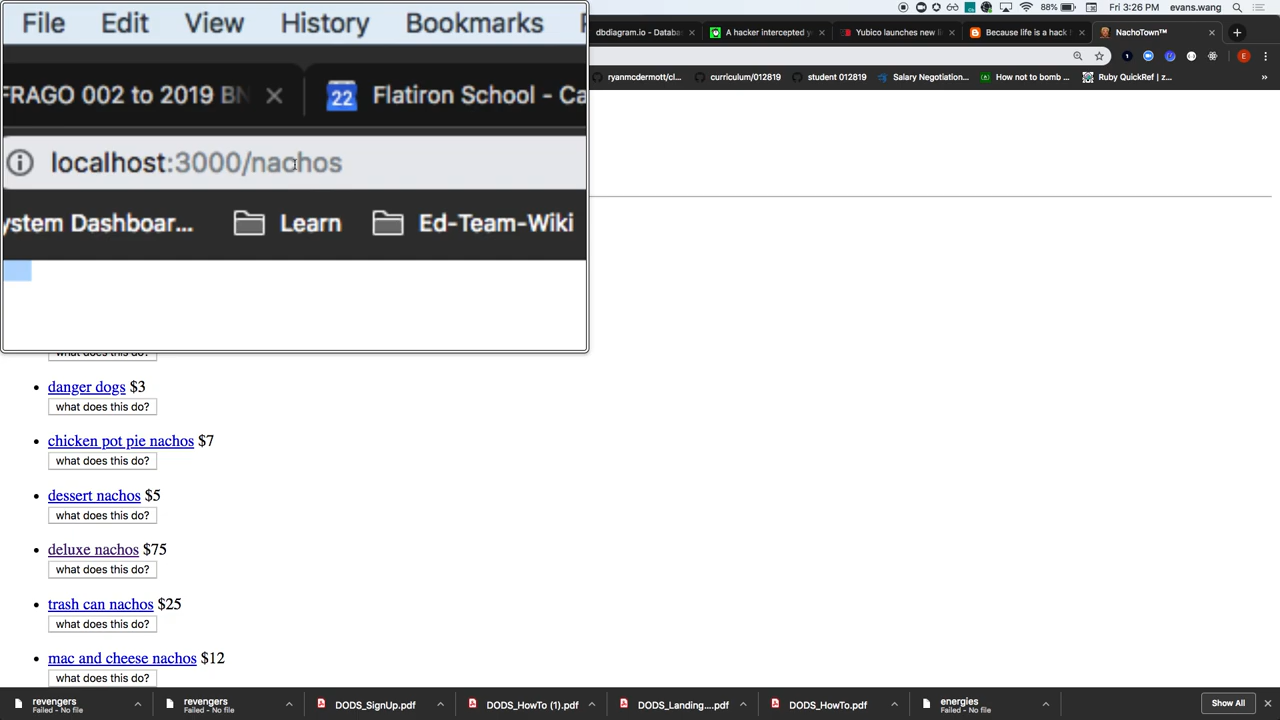 File Edit View History Bookmarks
88% Fri 3:26 PM evans.wang
FRAGO 002 to 2019 BN
22 Flatiron School - Ca
dbdiagram.io - Databa
A hacker intercepted y
Yubico launches new li
Because life is a hack
NachoTown™
localhost:3000/nachos
E
ystem Dashboar... Learn Ed-Team-Wiki
ryanmcdermott/cl... curriculum/012819 student 012819 Salary Negotiation... How not to bomb ... Ruby QuickRef | z... »
what does this do?
danger dogs $3
what does this do?
chicken pot pie nachos $7
what does this do?
dessert nachos $5
what does this do?
deluxe nachos $75
what does this do?
trash can nachos $25
what does this do?
mac and cheese nachos $12
what does this do?
revengers
Failed - No file
revengers
Failed - No file
DODS_SignUp.pdf
DODS_HowTo (1).pdf
DODS_Landing....pdf
DODS_HowTo.pdf
energies
Failed - No file
Show All